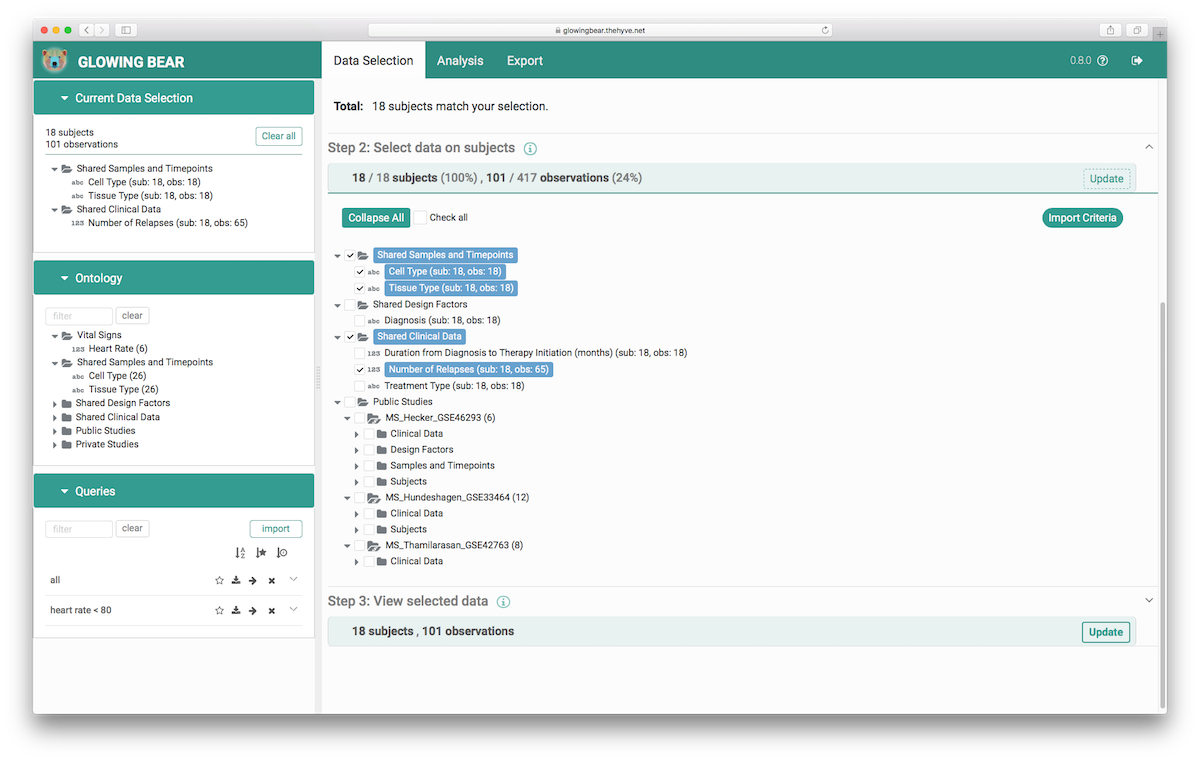 glowingbear.thehyve.net
GLOWING BEAR
Data Selection
Analysis
Export
0.8.0
Current Data Selection
18 subjects
101 observations
Clear all
Shared Samples and Timepoints
abc Cell Type (sub: 18, obs: 18)
abc Tissue Type (sub: 18, obs: 18)
Shared Clinical Data
123 Number of Relapses (sub: 18, obs: 65)
Ontology
filter
clear
Vital Signs
123 Heart Rate (6)
Shared Samples and Timepoints
abc Cell Type (26)
abc Tissue Type (26)
Shared Design Factors
Shared Clinical Data
Public Studies
Private Studies
Queries
filter
clear
import
all
heart rate < 80
Total: 18 subjects match your selection.
Step 2: Select data on subjects
18 / 18 subjects (100%) , 101 / 417 observations (24%)
Update
Collapse All
Check all
Import Criteria
Shared Samples and Timepoints
abc Cell Type (sub: 18, obs: 18)
abc Tissue Type (sub: 18, obs: 18)
Shared Design Factors
abc Diagnosis (sub: 18, obs: 18)
Shared Clinical Data
123 Duration from Diagnosis to Therapy Initiation (months) (sub: 18, obs: 18)
123 Number of Relapses (sub: 18, obs: 65)
abc Treatment Type (sub: 18, obs: 18)
Public Studies
MS_Hecker_GSE46293 (6)
Clinical Data
Design Factors
Samples and Timepoints
Subjects
MS_Hundeshagen_GSE33464 (12)
Clinical Data
Subjects
MS_Thamilarasan_GSE42763 (8)
Clinical Data
Step 3: View selected data
18 subjects , 101 observations
Update